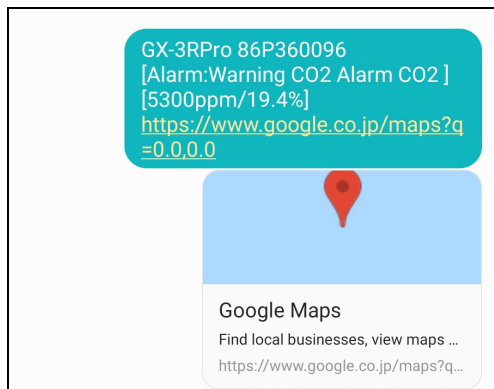 GX-3RPro 86P360096
[Alarm:Warning CO2 Alarm CO2 ]
[5300ppm/19.4%]
https://www.google.co.jp/maps?q
=0.0,0.0
Google Maps
Find local businesses, view maps ...
https://www.google.co.jp/maps?q...